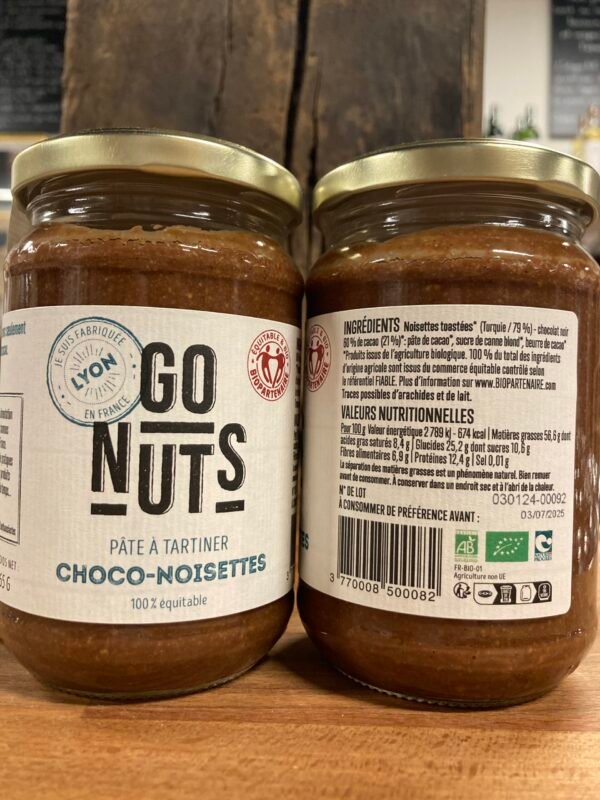 JE SUIS FABRIQUÉE
LYON
EN FRANCE
GO
NUTS
ÉQUITABLE & BIO
BIOPARTENAIRE
PÂTE À TARTINER
CHOCO-NOISETTES
100 % équitable
INGRÉDIENTS Noisettes toastées* (Turquie / 79 %) - chocolat noir
60 % de cacao (21 %)*: pâte de cacao*, sucre de canne blond*, beurre de cacao*
*Produits issus de l'agriculture biologique. 100 % du total des ingrédients
d'origine agricole sont issus du commerce équitable contrôlé selon
le référentiel FIABLE. Plus d'information sur www.BIOPARTENAIRE.com
Traces possibles d'arachides et de lait.
VALEURS NUTRITIONNELLES
Pour 100 g Valeur énergétique 2 789 kj - 674 kcal | Matières grasses 56,6 g dont
acides gras saturés 8,4 g | Glucides 25,2 g dont sucres 10,6 g
Fibres alimentaires 6,9 g | Protéines 12,4 g | Sel 0,01 g
La séparation des matières grasses est un phénomène naturel. Bien remuer
avant de consommer. À conserver dans un endroit sec et à l'abri de la chaleur.
N° DE LOT 030124-00092
À CONSOMMER DE PRÉFÉRENCE AVANT : 03/07/2025
AB
FR-BIO-01
Agriculture non UE
3 770008 500082